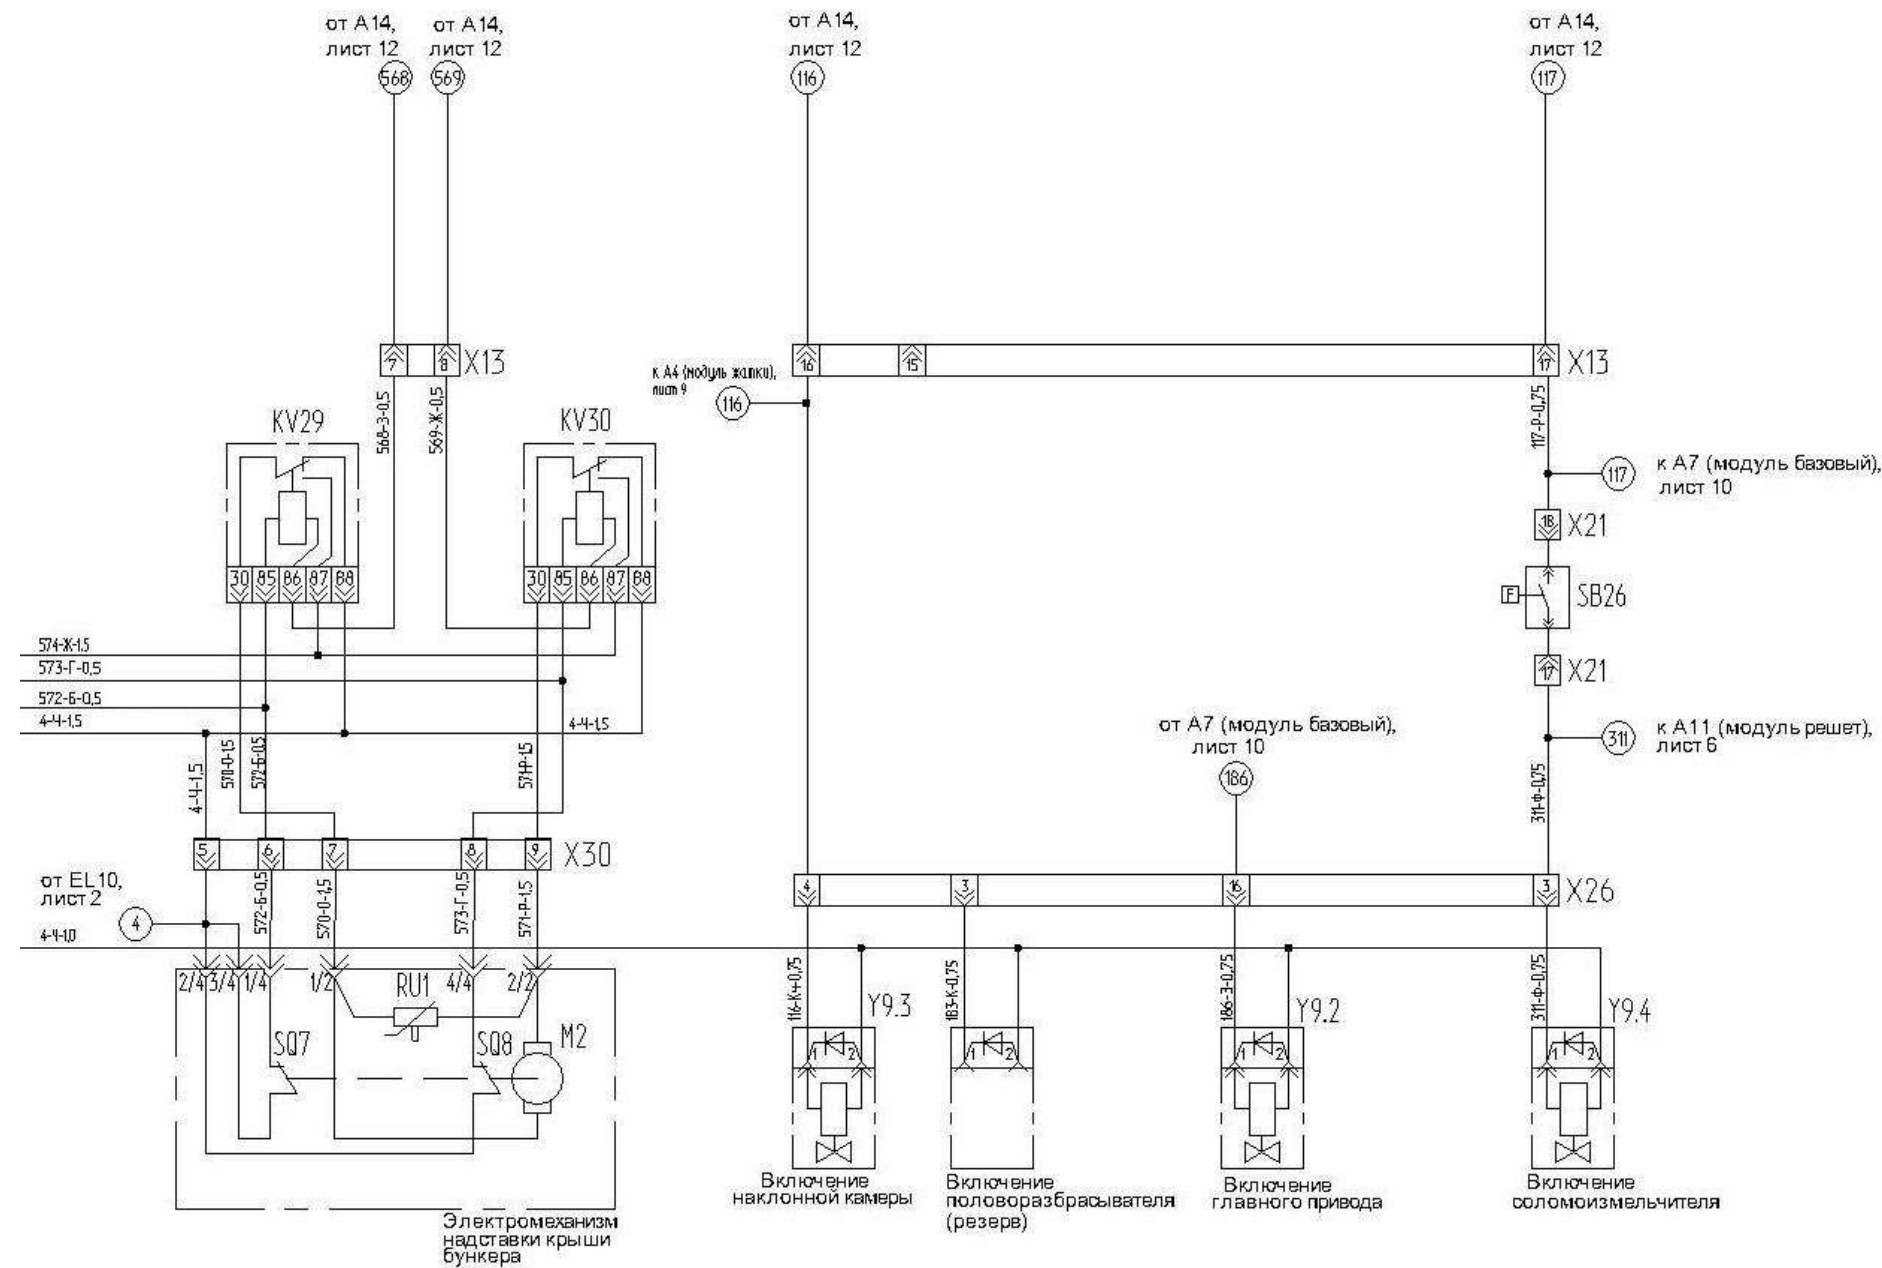 от А14,
лист 12
568
от А14,
лист 12
569
от А14,
лист 12
116
от А14,
лист 12
117
7
8
X13
16
15
17
X13
к А4 (модуль жатки),
лист 9
116
568-З-0,5
569-Ж-0,5
117-Р-0,75
KV29
KV30
117
к А7 (модуль базовый),
лист 10
18
X21
30
85
86
87
88
30
85
86
87
88
F
SB26
574-Ж-1,5
573-Г-0,5
572-Б-0,5
4-Ч-1,5
4-Ч-1,5
17
X21
311
к А11 (модуль решет),
лист 6
от А7 (модуль базовый),
лист 10
186
4-Ч-1,5
570-О-1,5
572-Б-0,5
571-Р-1,5
311-Ф-0,75
5
6
7
8
9
X30
4
3
16
3
X26
от EL10,
лист 2
4
4-Ч-1,0
572-Б-0,5
570-О-1,5
573-Г-0,5
571-Р-1,5
2/4
3/4
1/4
1/2
RU1
4/4
2/2
SQ7
SQ8
M2
116-Кч-0,75
Y9.3
1
2
183-К-0,75
1
2
186-З-0,75
Y9.2
1
2
311-Ф-0,75
Y9.4
1
2
Включение
наклонной камеры
Включение
половоразбрасывателя
(резерв)
Включение
главного привода
Включение
соломоизмельчителя
Электромеханизм
надставки крыши
бункера